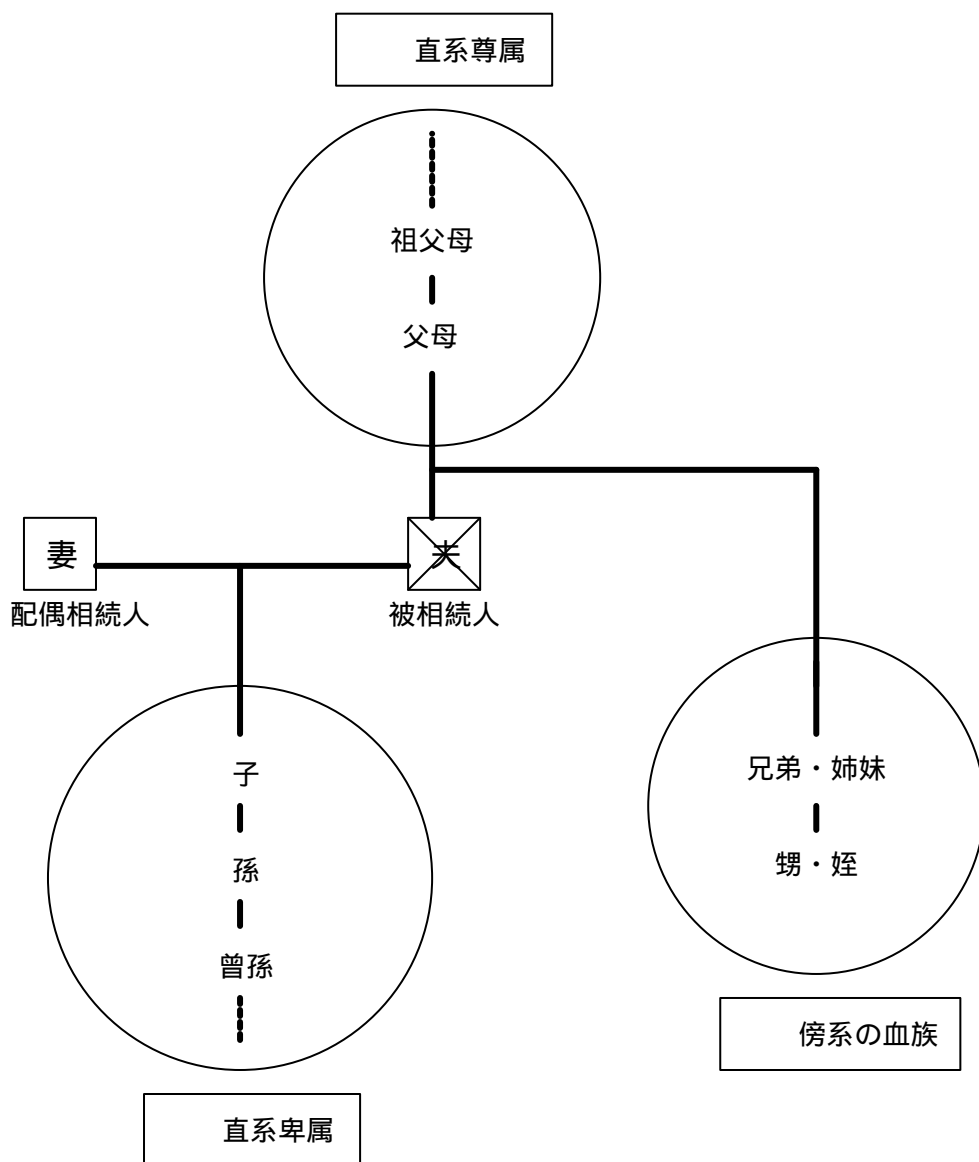 直系尊属
祖父母
父母
妻
夫
配偶相続人
被相続人
子
孫
曾孫
兄弟・姉妹
甥・姪
傍系の血族
直系卑属